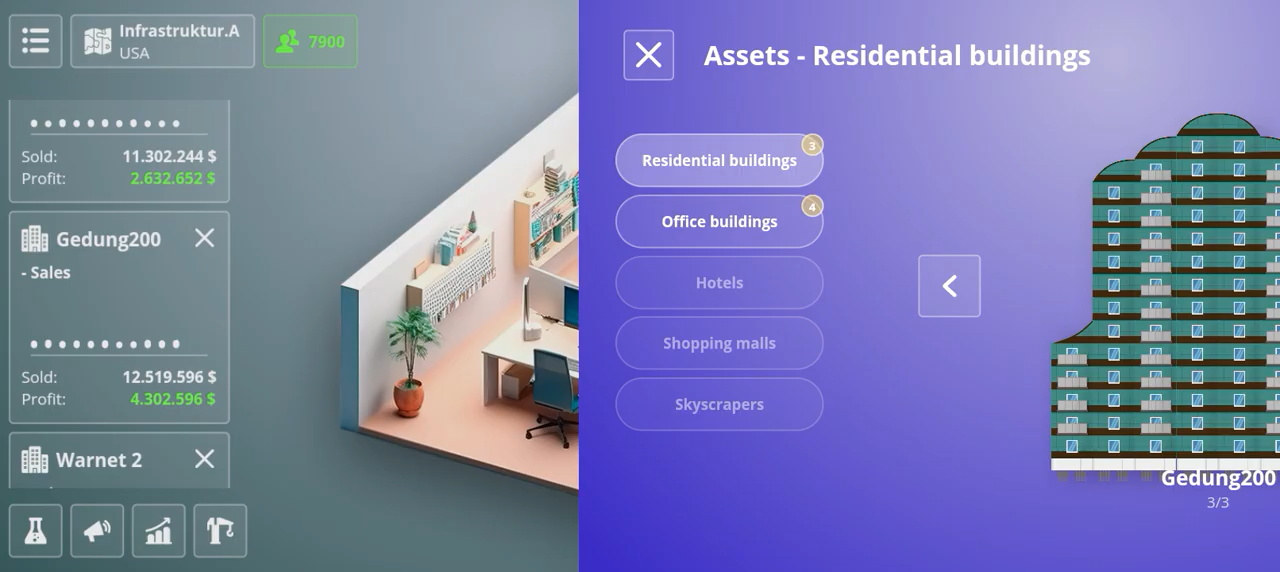 Infrastruktur.A
USA
7900
Sold: 11.302.244 $
Profit: 2.632.652 $
Gedung200
- Sales
Sold: 12.519.596 $
Profit: 4.302.596 $
Warnet 2
Assets - Residential buildings
Residential buildings 3
Office buildings 4
Hotels
Shopping malls
Skyscrapers
Gedung200
3/3